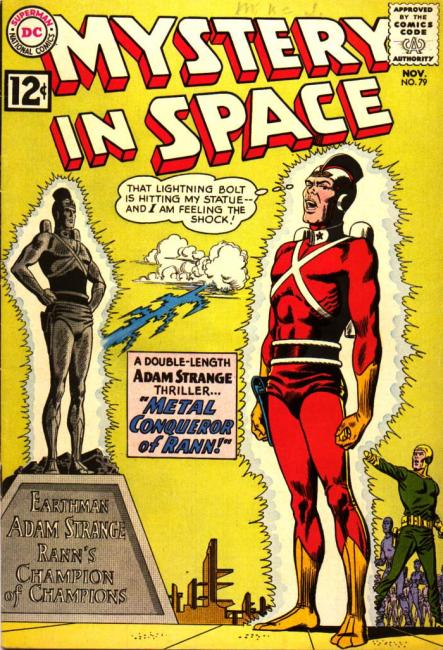 SUPERMAN
DC
NATIONAL COMICS
12¢
MYSTERY
IN SPACE
APPROVED
BY THE
COMICS
CODE
CA
AUTHORITY
NOV.
NO. 79
THAT LIGHTNING BOLT
IS HITTING MY STATUE--
AND I AM FEELING THE
SHOCK!
A DOUBLE-LENGTH
ADAM STRANGE
THRILLER...
"METAL
CONQUEROR
of RANN!"
EARTHMAN
ADAM STRANGE
RANN'S
CHAMPION
of CHAMPIONS